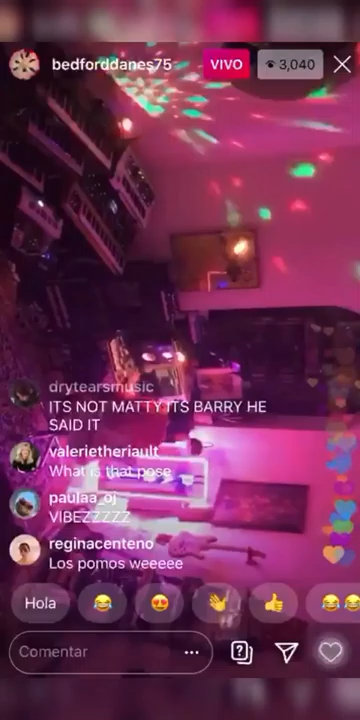 bedforddanes75
VIVO
3,040
drytearsmusic
ITS NOT MATTY ITS BARRY HE
SAID IT
valerietheriault
What is that pose
paulaa_oj
VIBEZZZZZ
reginacenteno
Los pomos weeeee
Hola
Comentar